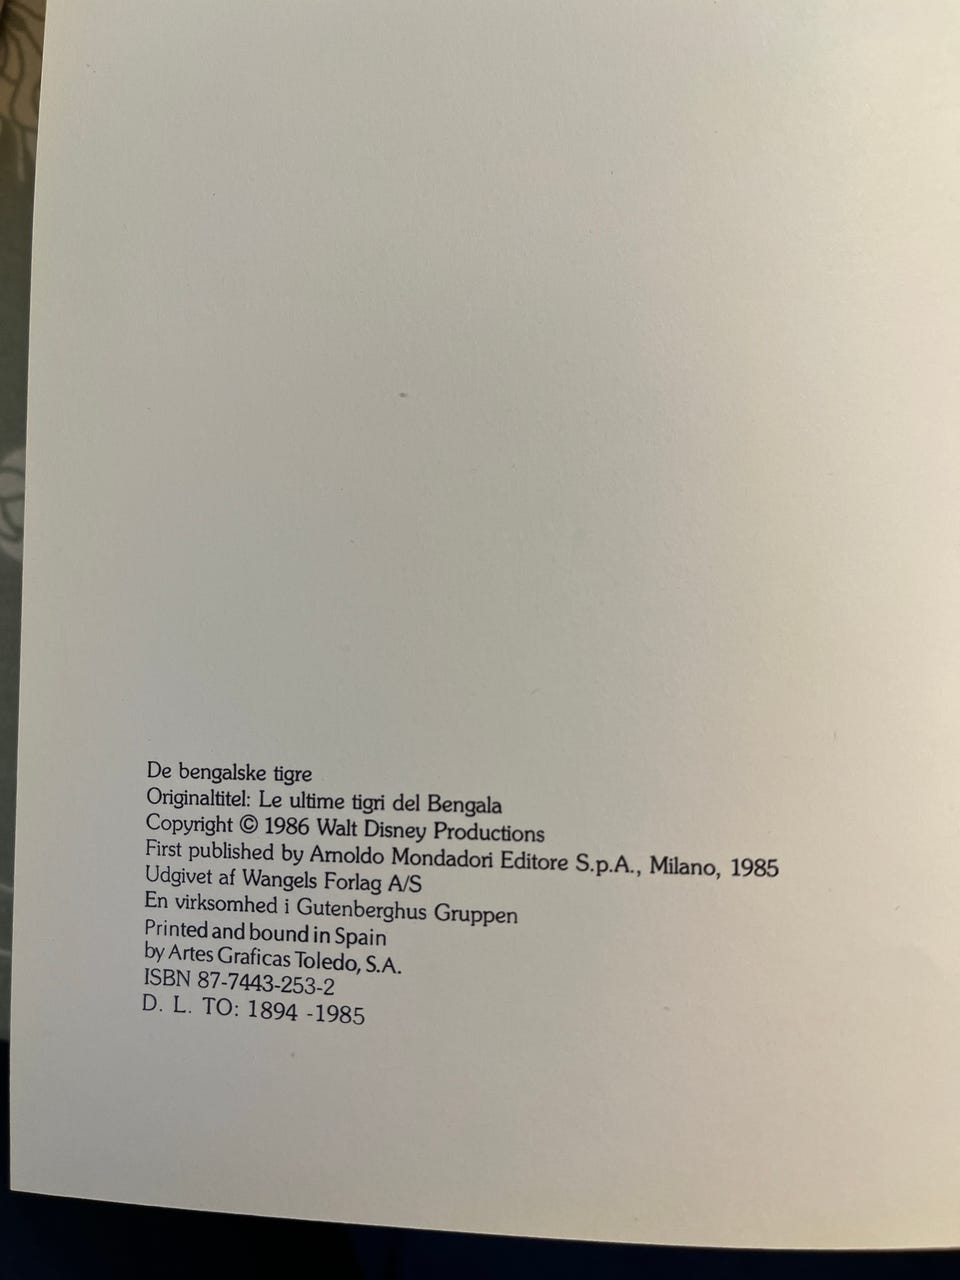 De bengalske tigre
Originaltitel: Le ultime tigri del Bengala
Copyright © 1986 Walt Disney Productions
First published by Arnoldo Mondadori Editore S.p.A., Milano, 1985
Udgivet af Wangels Forlag A/S
En virksomhed i Gutenberghus Gruppen
Printed and bound in Spain
by Artes Graficas Toledo, S.A.
ISBN 87-7443-253-2
D. L. TO: 1894 -1985